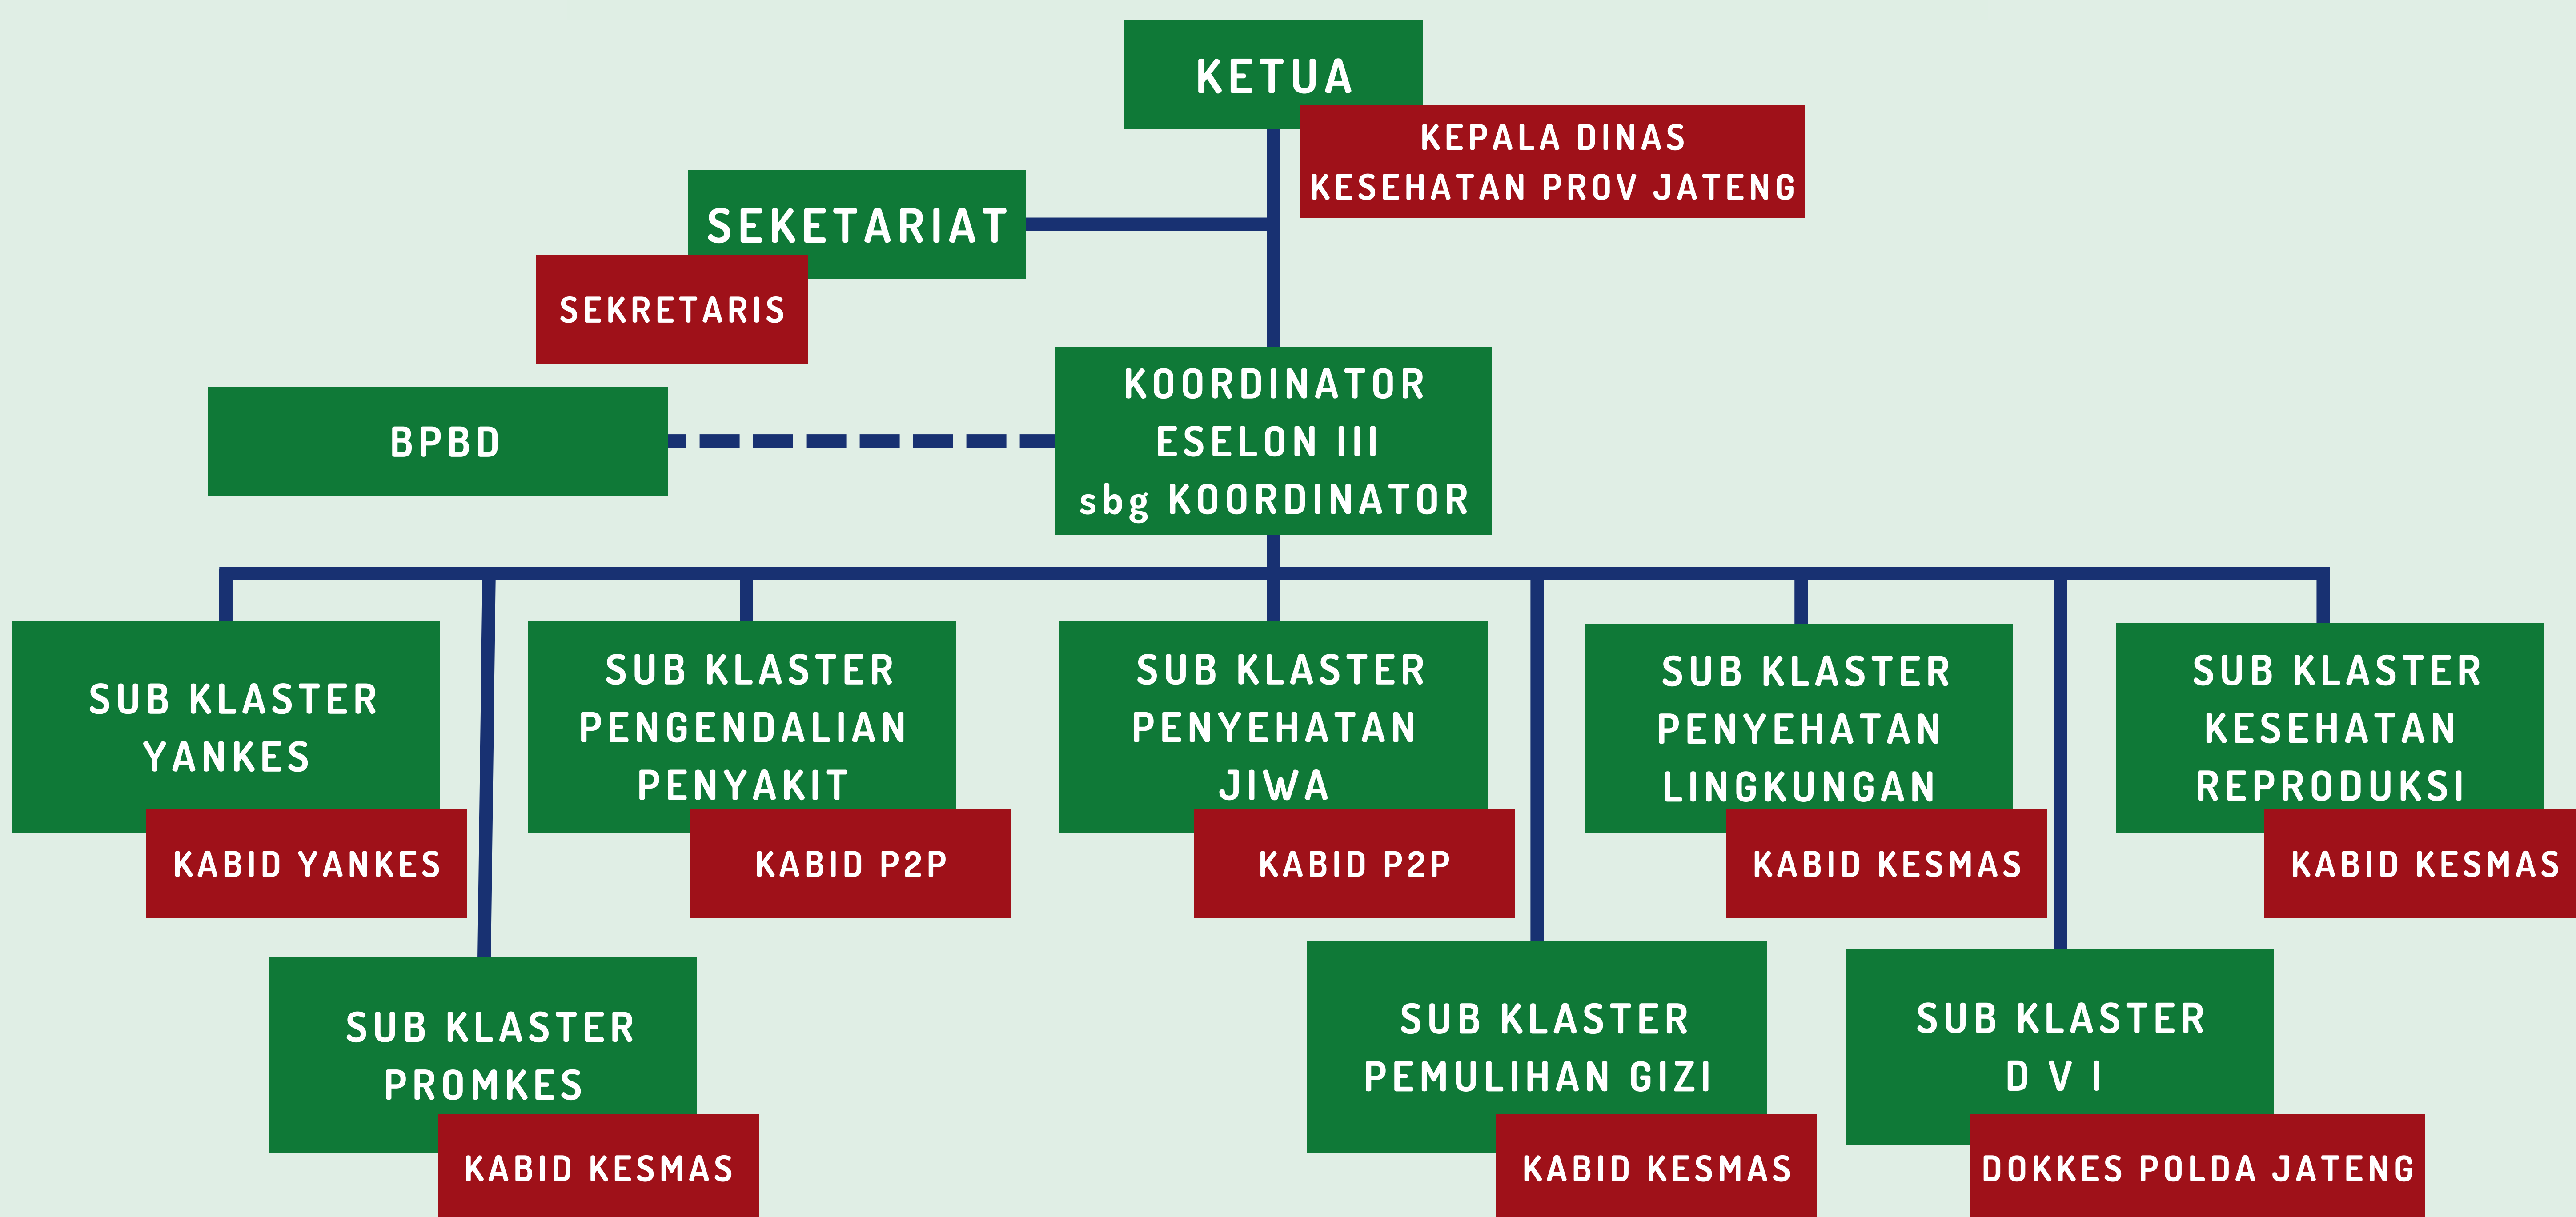 KETUA
KEPALA DINAS
KESEHATAN PROV JATENG
SEKETARIAT
SEKRETARIS
BPBD
KOORDINATOR
ESELON III
sbg KOORDINATOR
SUB KLASTER
YANKES
KABID YANKES
SUB KLASTER
PENGENDALIAN
PENYAKIT
KABID P2P
SUB KLASTER
PENYEHATAN
JIWA
KABID P2P
SUB KLASTER
PENYEHATAN
LINGKUNGAN
KABID KESMAS
SUB KLASTER
KESEHATAN
REPRODUKSI
KABID KESMAS
SUB KLASTER
PROMKES
KABID KESMAS
SUB KLASTER
PEMULIHAN GIZI
KABID KESMAS
SUB KLASTER
D V I
DOKKES POLDA JATENG